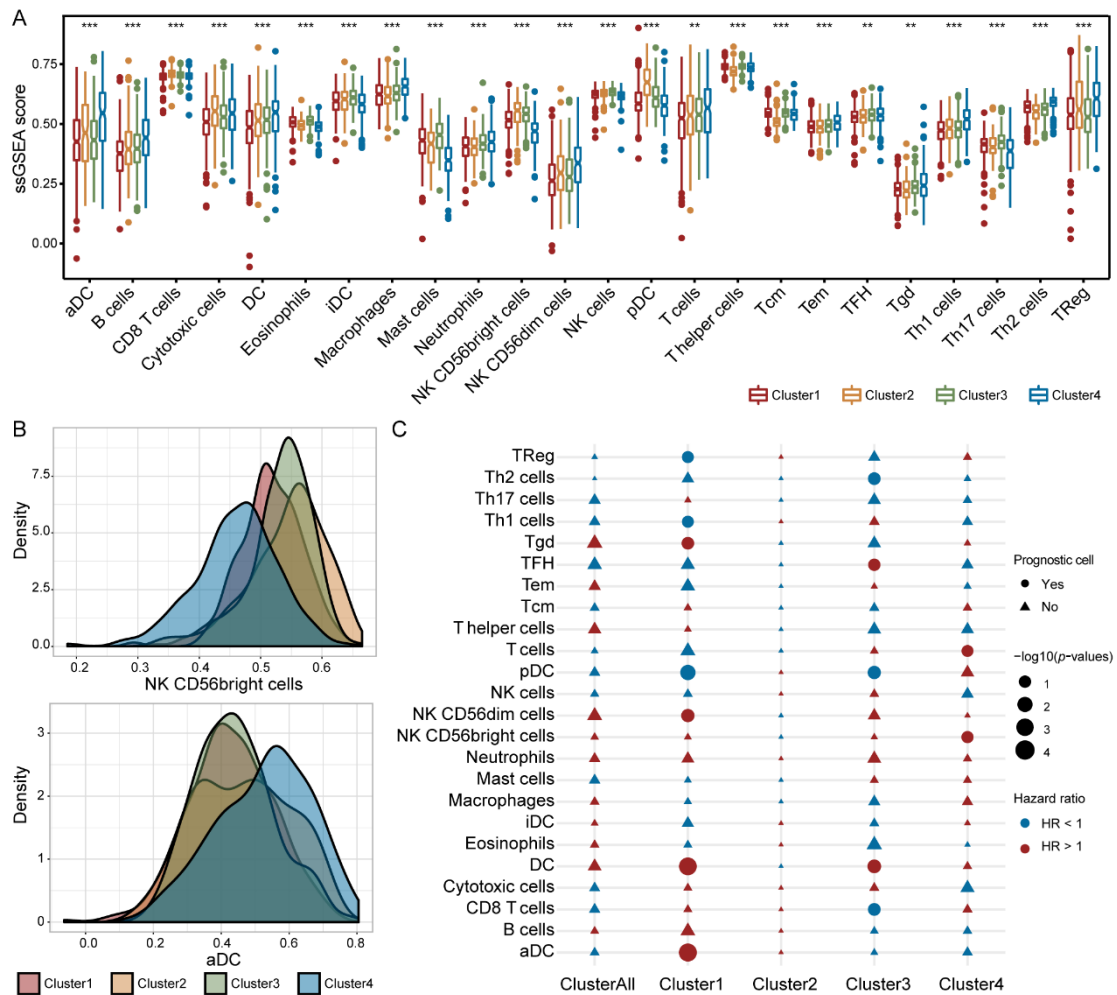 A
*** *** *** *** *** *** *** *** *** *** *** *** *** *** ** *** *** *** ** ** *** *** *** ***
ssGSEA score
0.75
0.50
0.25
0.00
aDC
B cells
CD8 T cells
Cytotoxic cells
DC
Eosinophils
iDC
Macrophages
Mast cells
Neutrophils
NK CD56bright cells
NK CD56dim cells
NK cells
pDC
T cells
T helper cells
Tcm
Tem
TFH
Tgd
Th1 cells
Th17 cells
Th2 cells
TReg
Cluster1 Cluster2 Cluster3 Cluster4
B
Density
7.5
5.0
2.5
0.0
0.2 0.3 0.4 0.5 0.6
NK CD56bright cells
Density
3
2
1
0
0.0 0.2 0.4 0.6 0.8
aDC
Cluster1 Cluster2 Cluster3 Cluster4
C
TReg
Th2 cells
Th17 cells
Th1 cells
Tgd
TFH
Tem
Tcm
T helper cells
T cells
pDC
NK cells
NK CD56dim cells
NK CD56bright cells
Neutrophils
Mast cells
Macrophages
iDC
Eosinophils
DC
Cytotoxic cells
CD8 T cells
B cells
aDC
ClusterAll Cluster1 Cluster2 Cluster3 Cluster4
Prognostic cell
Yes
No
−log10(p-values)
1
2
3
4
Hazard ratio
HR < 1
HR > 1